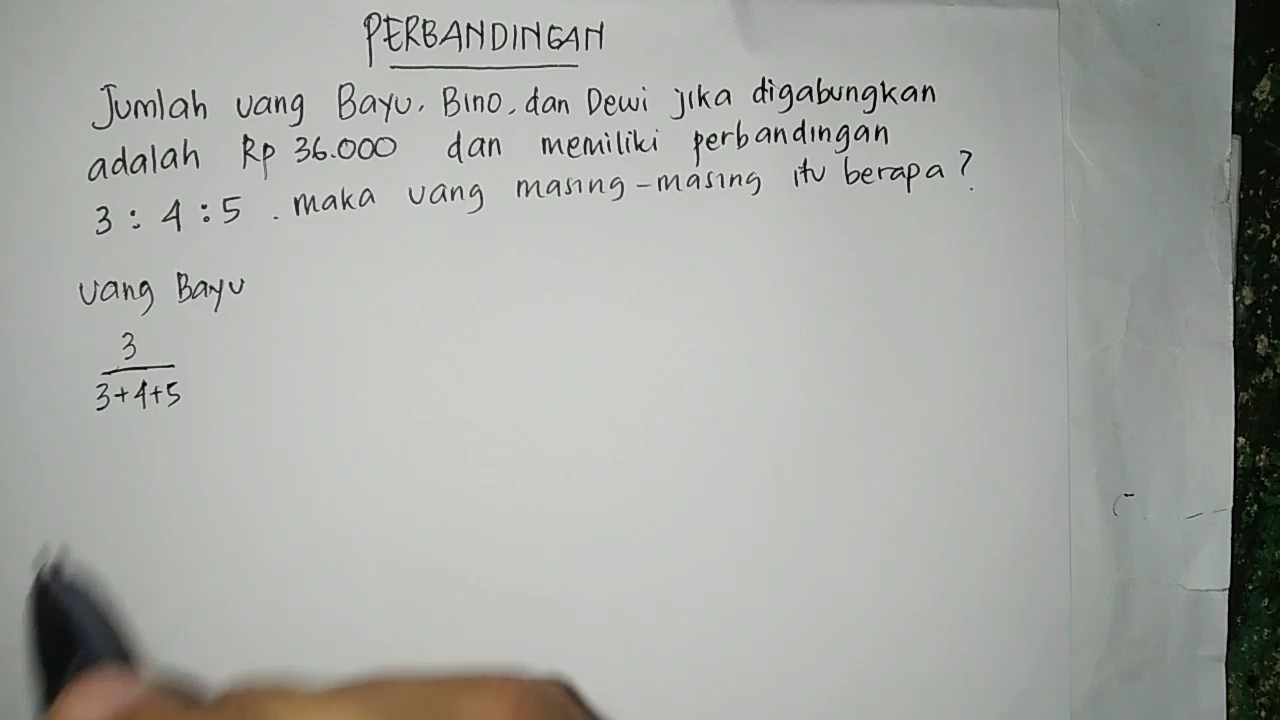 PERBANDINGAN
Jumlah uang Bayu, Bino, dan Dewi jika digabungkan
adalah Rp 36.000 dan memiliki perbandingan
3 : 4 : 5 . maka uang masing-masing itu berapa ?
uang Bayu
3
3+4+5